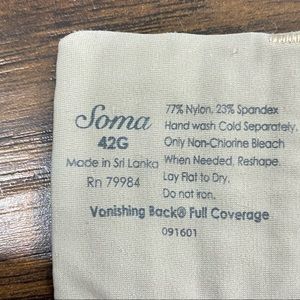 Soma
42G
Made in Sri Lanka
Rn 79984
77% Nylon, 23% Spandex
Hand wash Cold Separately,
Only Non-Chlorine Bleach
When Needed, Reshape.
Lay Flat to Dry.
Do not iron.
Vanishing Back® Full Coverage
091601